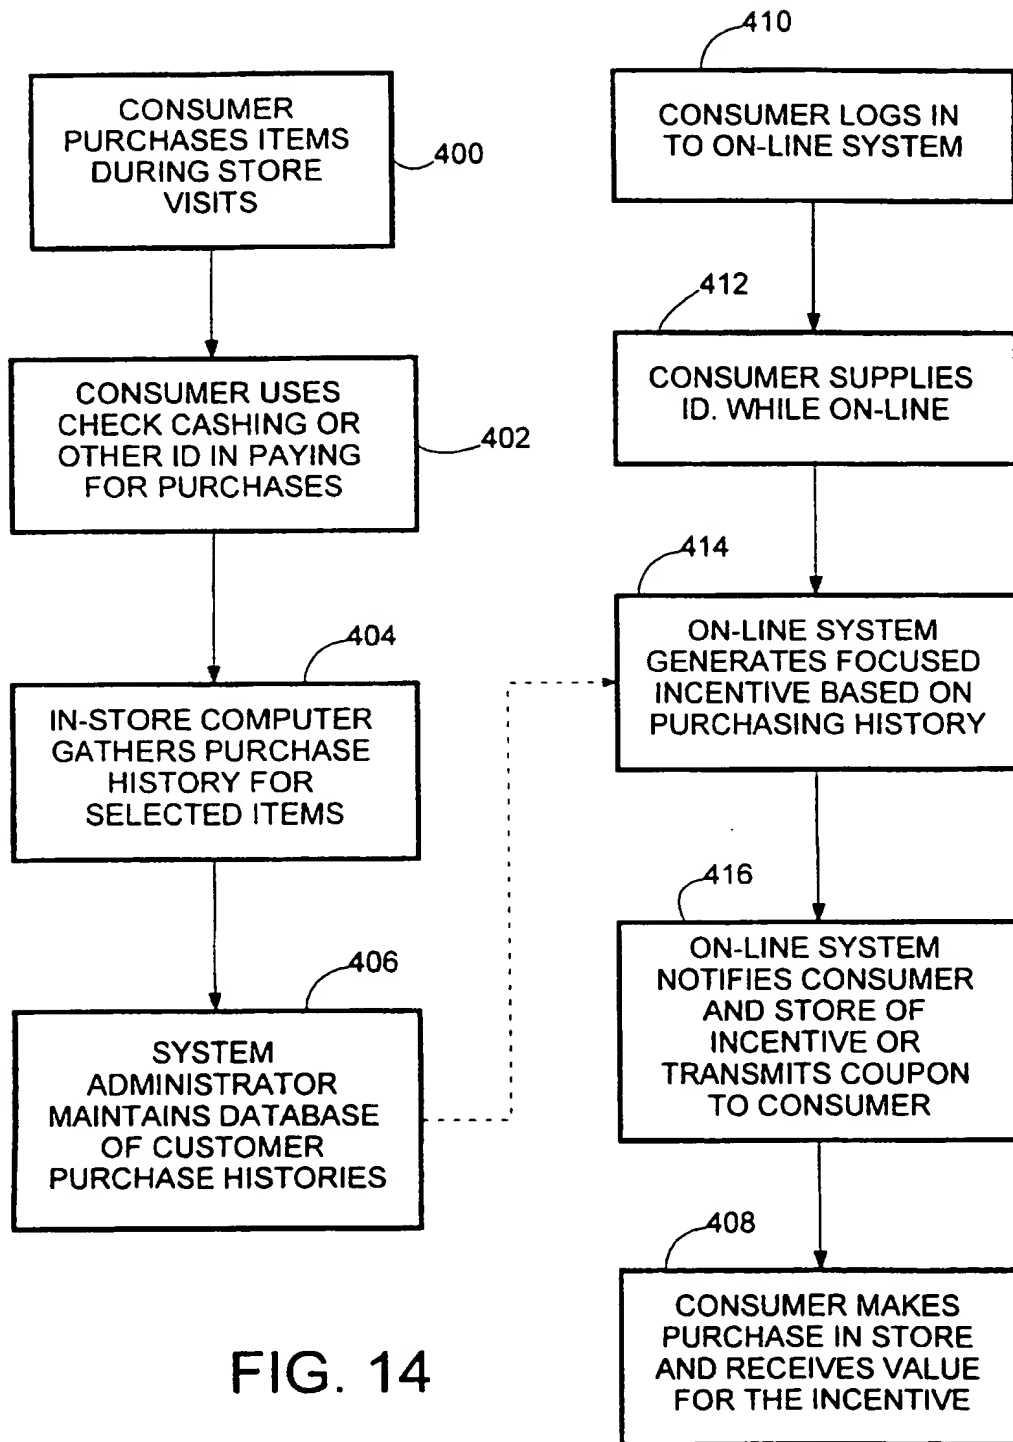 CONSUMER
PURCHASES ITEMS
DURING STORE
VISITS
400
CONSUMER USES
CHECK CASHING OR
OTHER ID IN PAYING
FOR PURCHASES
402
404
IN-STORE COMPUTER
GATHERS PURCHASE
HISTORY FOR
SELECTED ITEMS
406
SYSTEM
ADMINISTRATOR
MAINTAINS DATABASE
OF CUSTOMER
PURCHASE HISTORIES
410
CONSUMER LOGS IN
TO ON-LINE SYSTEM
412
CONSUMER SUPPLIES
ID. WHILE ON-LINE
414
ON-LINE SYSTEM
GENERATES FOCUSED
INCENTIVE BASED ON
PURCHASING HISTORY
416
ON-LINE SYSTEM
NOTIFIES CONSUMER
AND STORE OF
INCENTIVE OR
TRANSMITS COUPON
TO CONSUMER
408
CONSUMER MAKES
PURCHASE IN STORE
AND RECEIVES VALUE
FOR THE INCENTIVE
FIG. 14